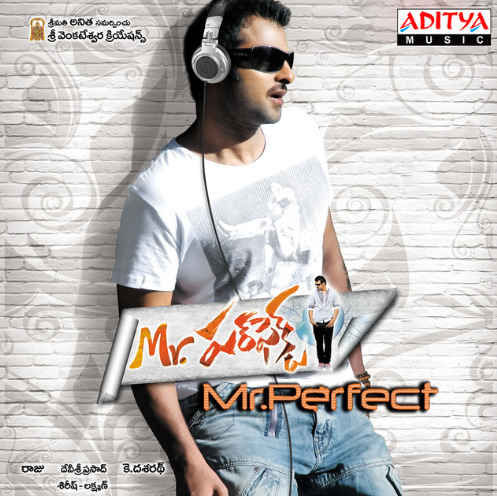 శ్రీమతి అనిత సమర్పించు
శ్రీ వెంకటేశ్వర క్రియేషన్స్
ADITYA
MUSIC
Mr. పర్‌ఫెక్ట్
Mr.Perfect
రాజు దేవిశ్రీప్రసాద్ కె.దశరథ్
శిరీష్ - లక్ష్మణ్